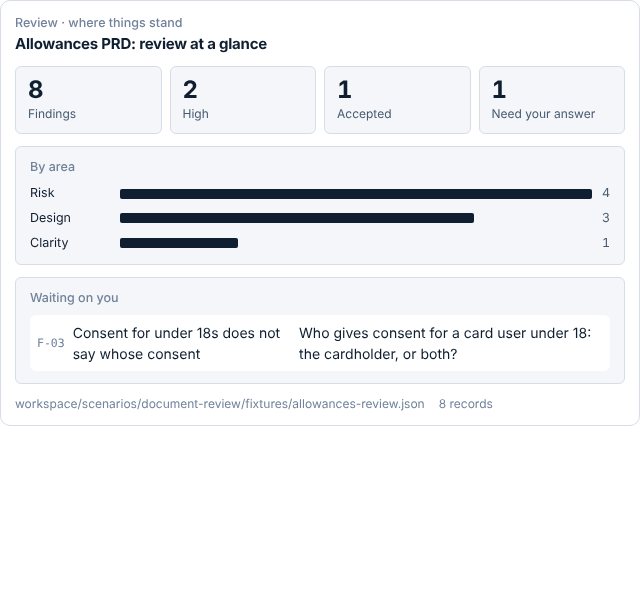 Review · where things stand
Allowances PRD: review at a glance
8
Findings
2
High
1
Accepted
1
Need your answer
By area
Risk 4
Design 3
Clarity 1
Waiting on you
F-03
Consent for under 18s does not
say whose consent
Who gives consent for a card user under 18:
the cardholder, or both?
workspace/scenarios/document-review/fixtures/allowances-review.json 8 records